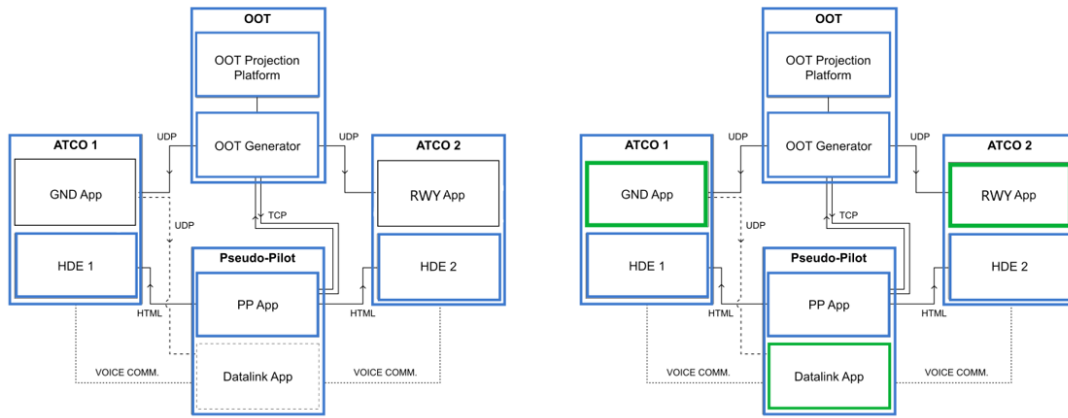 OOT
OOT Projection
Platform
OOT Generator
UDP
UDP
ATCO 1
GND App
HDE 1
ATCO 2
RWY App
HDE 2
TCP
UDP
Pseudo-Pilot
PP App
HTML
HTML
Datalink App
VOICE COMM.
VOICE COMM.
OOT
OOT Projection
Platform
OOT Generator
UDP
UDP
ATCO 1
GND App
HDE 1
ATCO 2
RWY App
HDE 2
TCP
UDP
Pseudo-Pilot
PP App
HTML
HTML
Datalink App
VOICE COMM.
VOICE COMM.